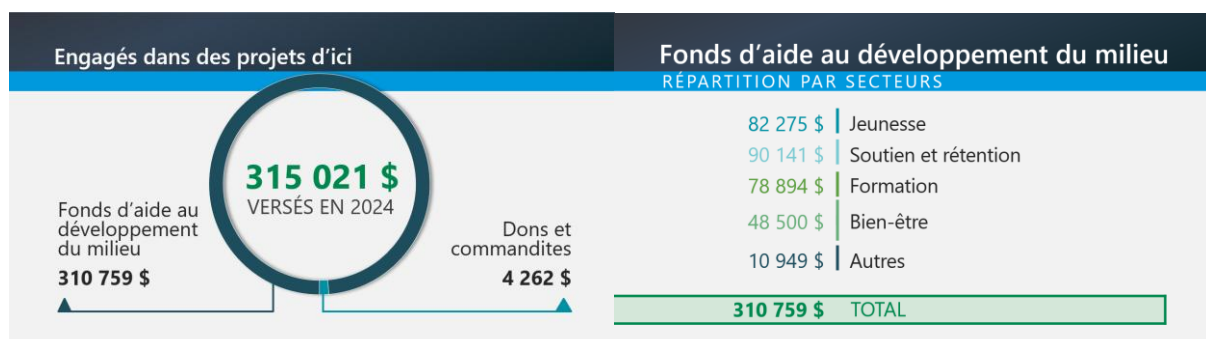 Engagés dans des projets d'ici
315 021 $
VERSÉS EN 2024
Fonds d'aide au
développement
du milieu
310 759 $
Dons et
commandites
4 262 $
Fonds d'aide au développement du milieu
RÉPARTITION PAR SECTEURS
82 275 $ Jeunesse
90 141 $ Soutien et rétention
78 894 $ Formation
48 500 $ Bien-être
10 949 $ Autres
310 759 $ TOTAL